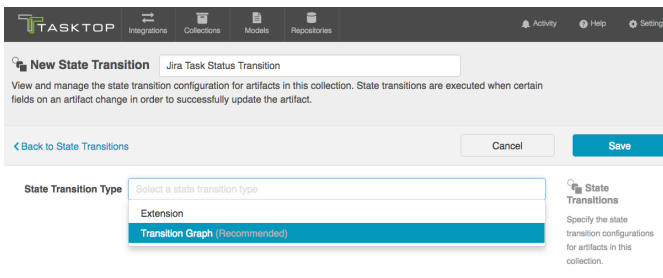 TASKTOP
Integrations
Collections
Models
Repositories
Activity
Help
Setting
New State Transition
Jira Task Status Transition
View and manage the state transition configuration for artifacts in this collection. State transitions are executed when certain
fields on an artifact change in order to successfully update the artifact.
Back to State Transitions
Cancel
Save
State Transition Type
Select a state transition type
Extension
Transition Graph (Recommended)
State
Transitions
Specify the state
transition configurations
for artifacts in this
collection.